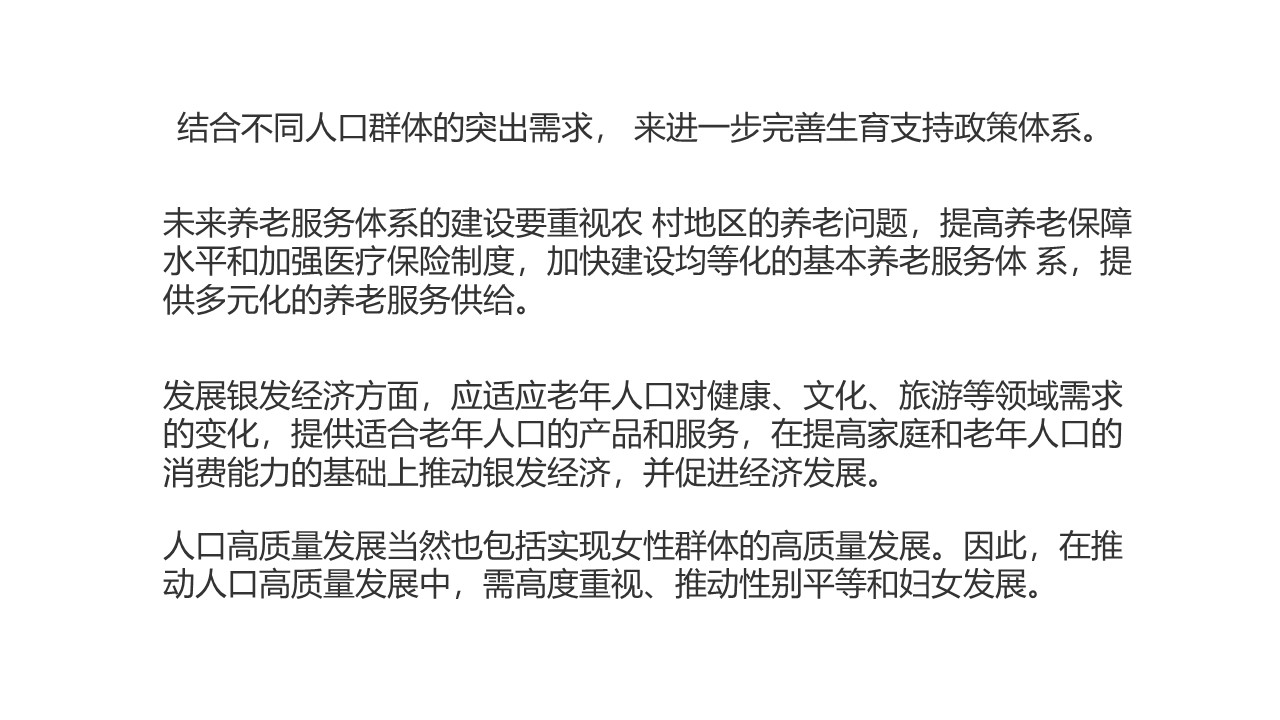 结合不同人口群体的突出需求， 来进一步完善生育支持政策体系。
未来养老服务体系的建设要重视农 村地区的养老问题，提高养老保障
水平和加强医疗保险制度，加快建设均等化的基本养老服务体 系，提
供多元化的养老服务供给。
发展银发经济方面，应适应老年人口对健康、文化、旅游等领域需求
的变化，提供适合老年人口的产品和服务，在提高家庭和老年人口的
消费能力的基础上推动银发经济，并促进经济发展。
人口高质量发展当然也包括实现女性群体的高质量发展。因此，在推
动人口高质量发展中，需高度重视、推动性别平等和妇女发展。